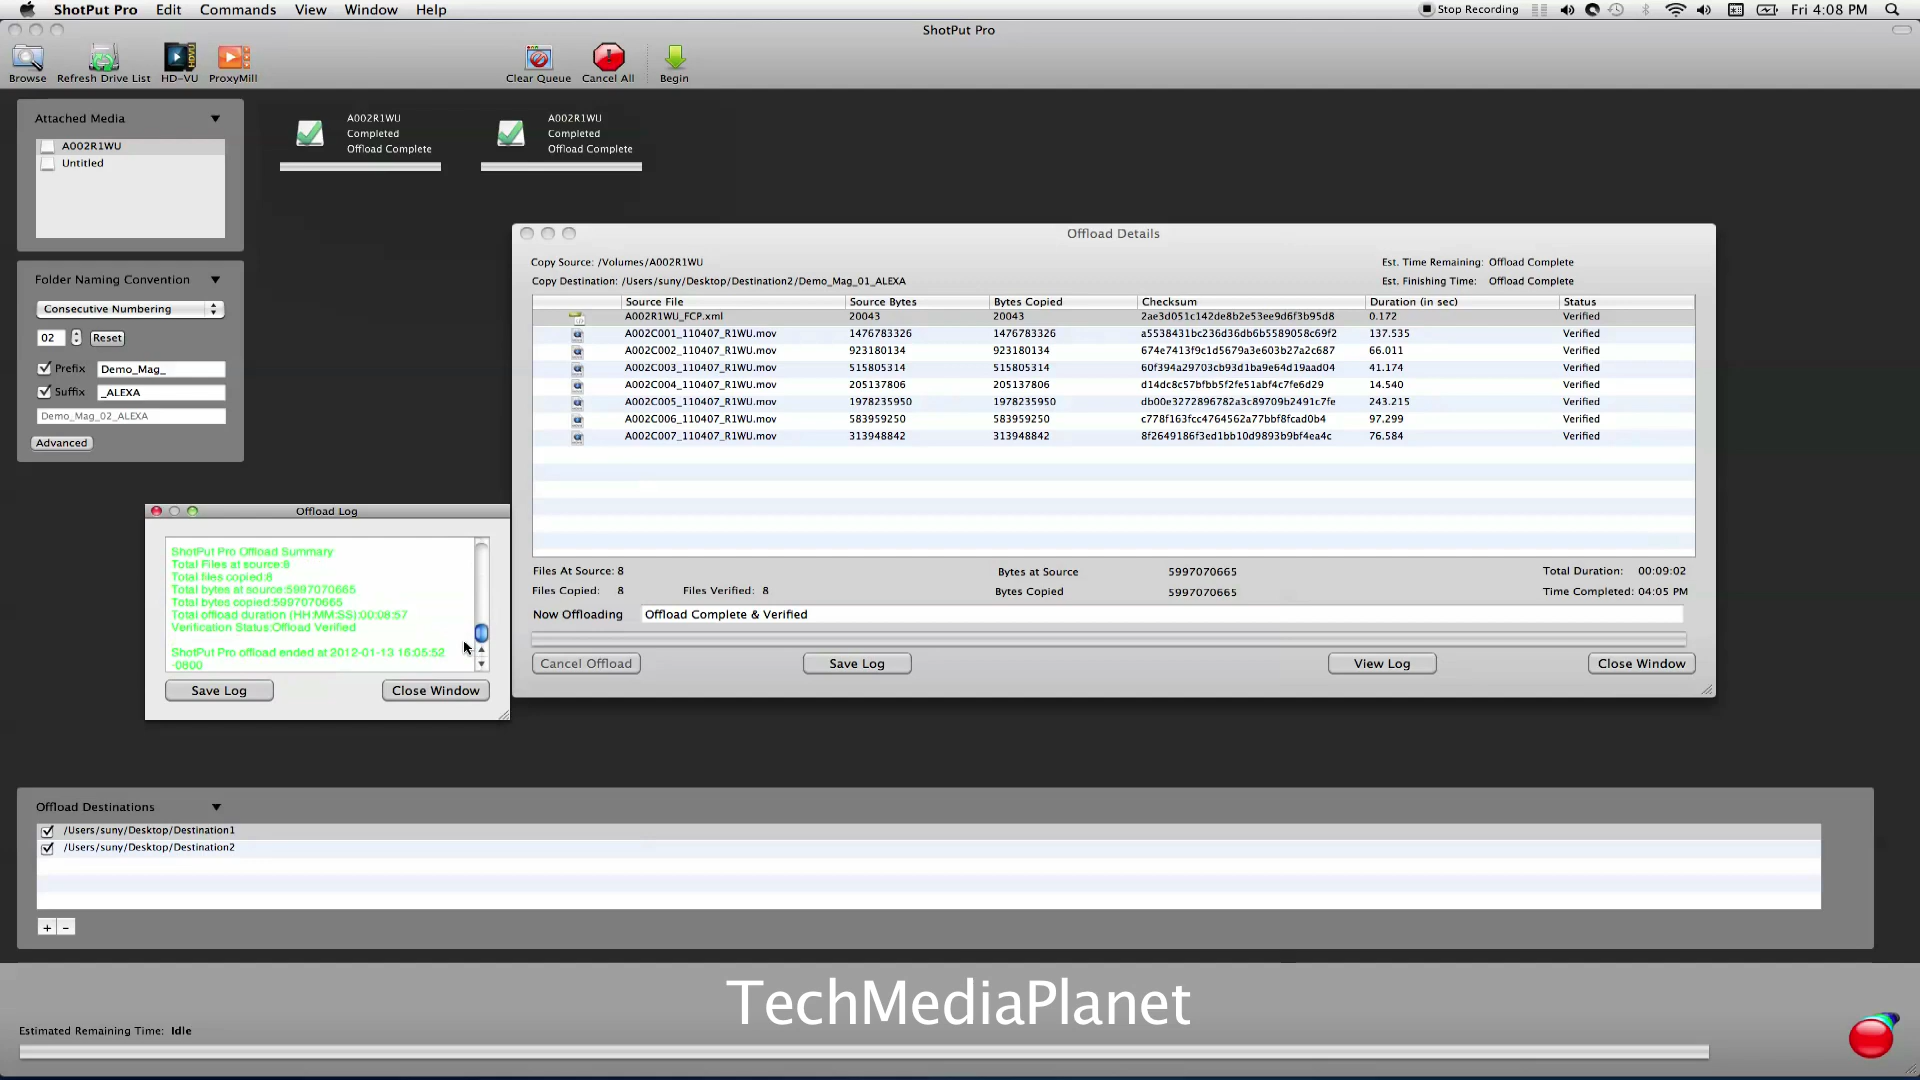 ShotPut Pro Edit Commands View Window Help
Stop Recording Fri 4:08 PM
ShotPut Pro
Browse Refresh Drive List HD-VU ProxyMill Clear Queue Cancel All Begin
Attached Media
A002R1WU
Untitled
A002R1WU
Completed
Offload Complete
A002R1WU
Completed
Offload Complete
Folder Naming Convention
Consecutive Numbering
02 Reset
Prefix Demo_Mag_
Suffix _ALEXA
Demo_Mag_02_ALEXA
Advanced
Offload Details
Copy Source: /Volumes/A002R1WU
Est. Time Remaining: Offload Complete
Copy Destination: /Users/suny/Desktop/Destination2/Demo_Mag_01_ALEXA
Est. Finishing Time: Offload Complete
Source File Source Bytes Bytes Copied Checksum Duration (in sec) Status
A002R1WU_FCP.xml 20043 20043 2ae3d051c142de8b2e53ee9d6f3b95d8 0.172 Verified
A002C001_110407_R1WU.mov 1476783326 1476783326 a5538431bc236d36db6b5589058c69f2 137.535 Verified
A002C002_110407_R1WU.mov 923180134 923180134 674e7413f9c1d5679a3e603b27a2c687 66.011 Verified
A002C003_110407_R1WU.mov 515805314 515805314 60f394a29703cb93d1ba9e64d19aad04 41.174 Verified
A002C004_110407_R1WU.mov 205137806 205137806 d14dc8c57bfbb5f2fe51abf4c7fe6d29 14.540 Verified
A002C005_110407_R1WU.mov 1978235950 1978235950 db00e3272896782a3c89709b2491c7fe 243.215 Verified
A002C006_110407_R1WU.mov 583959250 583959250 c778f163fcc4764562a77bbf8fcad0b4 97.299 Verified
A002C007_110407_R1WU.mov 313948842 313948842 8f2649186f3ed1bb10d9893b9bf4ea4c 76.584 Verified
Files At Source: 8 Bytes at Source 5997070665 Total Duration: 00:09:02
Files Copied: 8 Files Verified: 8 Bytes Copied 5997070665 Time Completed: 04:05 PM
Now Offloading Offload Complete & Verified
Cancel Offload Save Log View Log Close Window
Offload Log
ShotPut Pro Offload Summary
Total Files at source:8
Total files copied:8
Total bytes at source:5997070665
Total bytes copied:5997070665
Total offload duration (HH:MM:SS):00:08:57
Verification Status:Offload Verified
ShotPut Pro offload ended at 2012-01-13 16:05:52
-0800
Save Log Close Window
Offload Destinations
/Users/suny/Desktop/Destination1
/Users/suny/Desktop/Destination2
+ -
TechMediaPlanet
Estimated Remaining Time: Idle